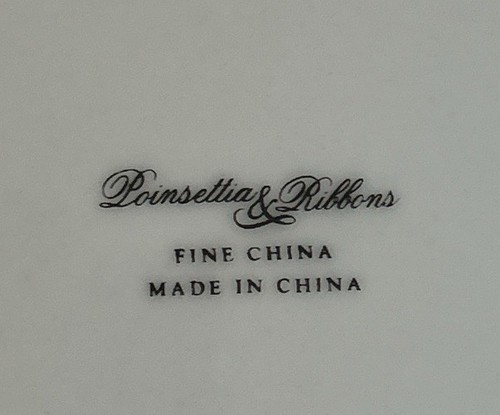 Poinsettia & Ribbons
FINE CHINA
MADE IN CHINA